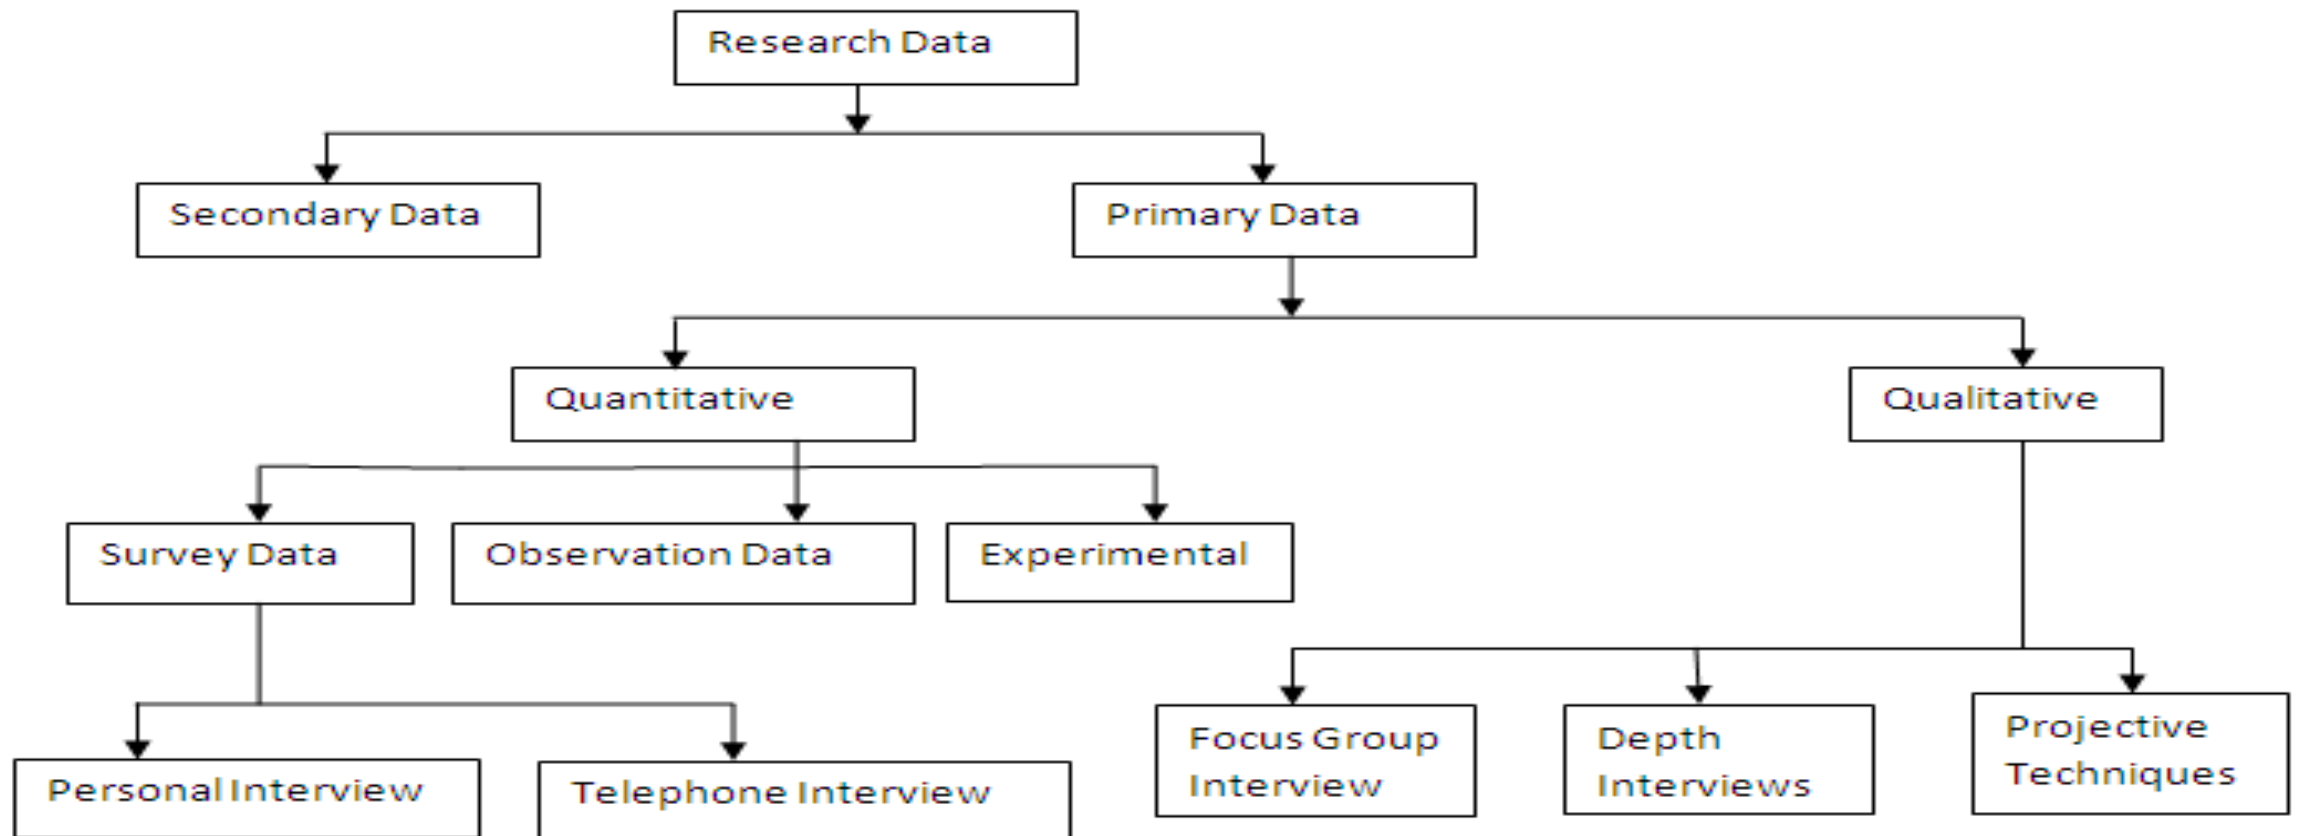 Research Data
Secondary Data
Primary Data
Quantitative
Qualitative
Survey Data
Observation Data
Experimental
Personal Interview
Telephone Interview
Focus Group
Interview
Depth
Interviews
Projective
Techniques